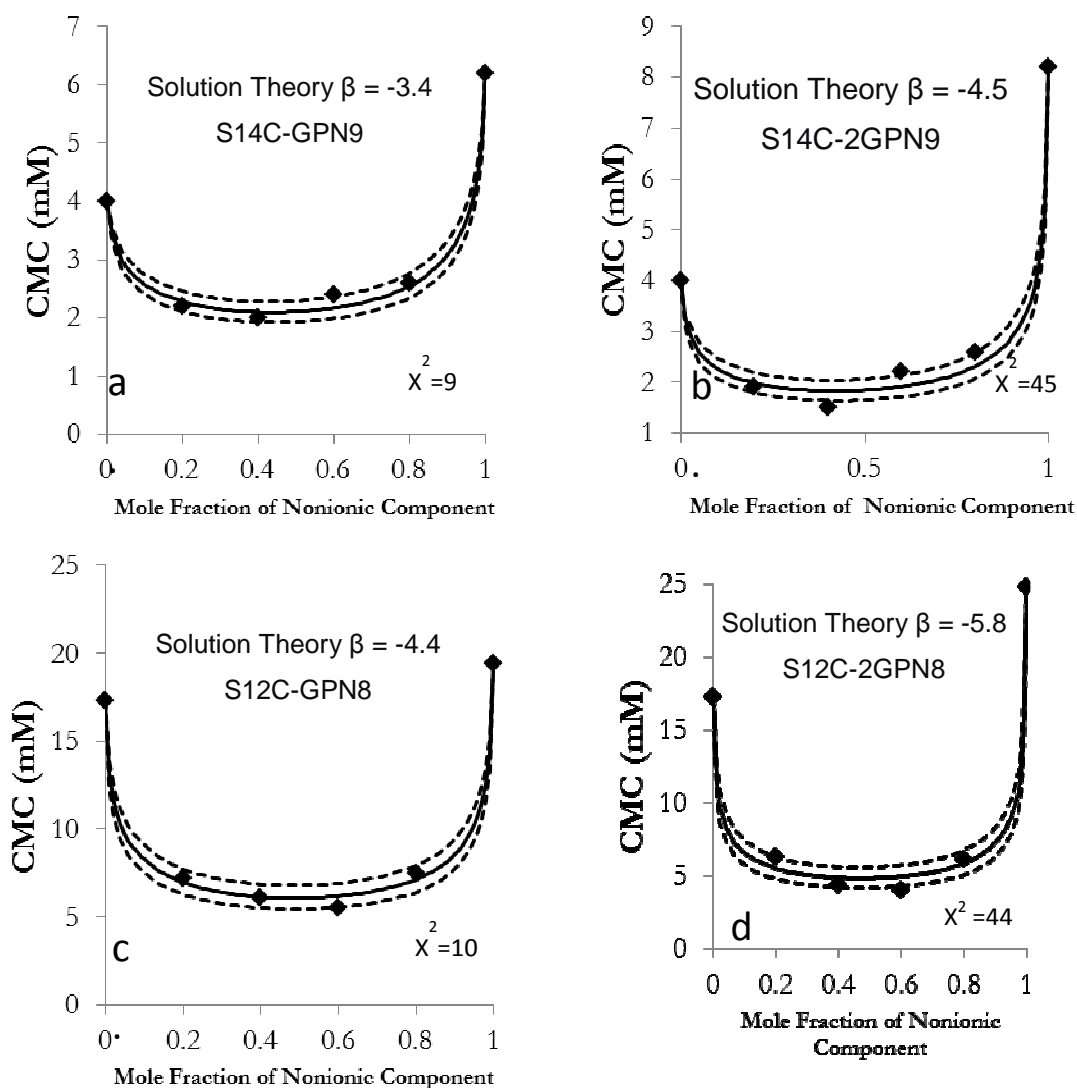 7
6
5
4
3
2
1
0
CMC (mM)
Solution Theory β = -3.4
S14C-GPN9
a
X²=9
0 0.2 0.4 0.6 0.8 1
Mole Fraction of Nonionic Component
9
8
7
6
5
4
3
2
1
CMC (mM)
Solution Theory β = -4.5
S14C-2GPN9
b
X²=45
0 0.5 1
Mole Fraction of Nonionic Component
25
20
15
10
5
0
CMC (mM)
Solution Theory β = -4.4
S12C-GPN8
c
X²=10
0 0.2 0.4 0.6 0.8 1
Mole Fraction of Nonionic Component
25
20
15
10
5
0
CMC (mM)
Solution Theory β = -5.8
S12C-2GPN8
d
X²=44
0 0.2 0.4 0.6 0.8 1
Mole Fraction of Nonionic
Component